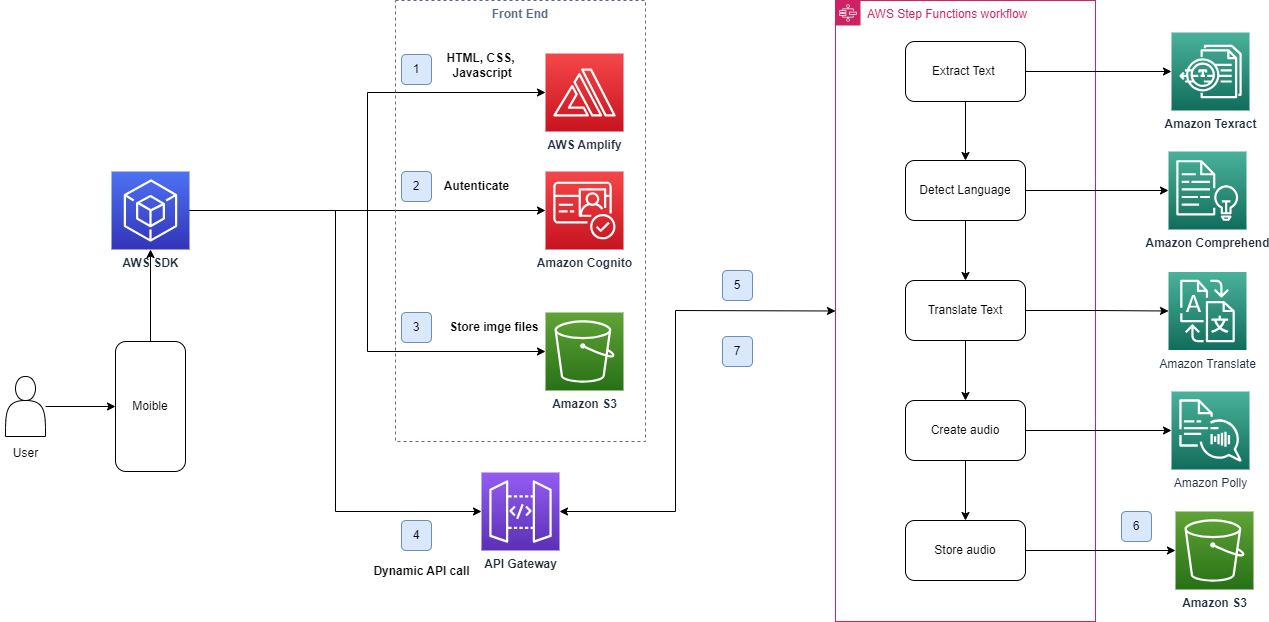 Front End
AWS Step Functions workflow
1
HTML, CSS,
Javascript
AWS Amplify
2
Autenticate
Amazon Cognito
3
Store imge files
Amazon S3
AWS SDK
Moible
User
4
Dynamic API call
API Gateway
5
7
Extract Text
Amazon Texract
Detect Language
Amazon Comprehend
Translate Text
A
文
Amazon Translate
Create audio
Amazon Polly
Store audio
6
Amazon S3
T
</>